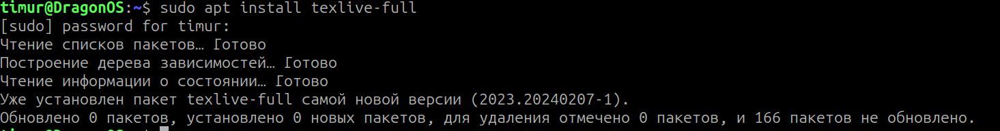 timur@DragonOS:~$ sudo apt install texlive-full
[sudo] password for timur:
Чтение списков пакетов… Готово
Построение дерева зависимостей… Готово
Чтение информации о состоянии… Готово
Уже установлен пакет texlive-full самой новой версии (2023.20240207-1).
Обновлено 0 пакетов, установлено 0 новых пакетов, для удаления отмечено 0 пакетов, и 166 пакетов не обновлено.
timur@DragonOS:~$